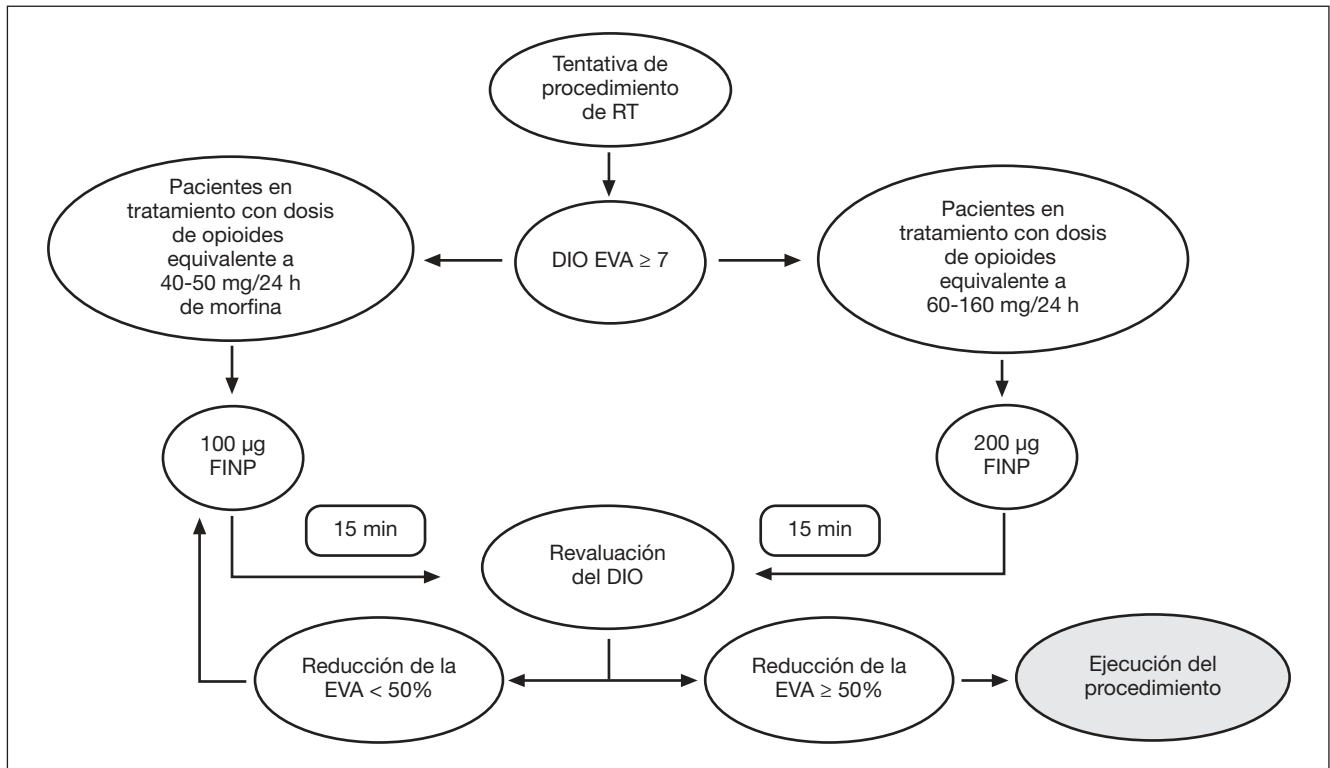 Tentativa de
procedimiento
de RT
Pacientes en
tratamiento con dosis
de opioides
equivalente a
40-50 mg/24 h
de morfina
DIO EVA ≥ 7
Pacientes en
tratamiento con dosis
de opioides
equivalente a
60-160 mg/24 h
100 µg
FINP
200 µg
FINP
15 min
Revaluación
del DIO
15 min
Reducción de la
EVA < 50%
Reducción de la
EVA ≥ 50%
Ejecución del
procedimiento